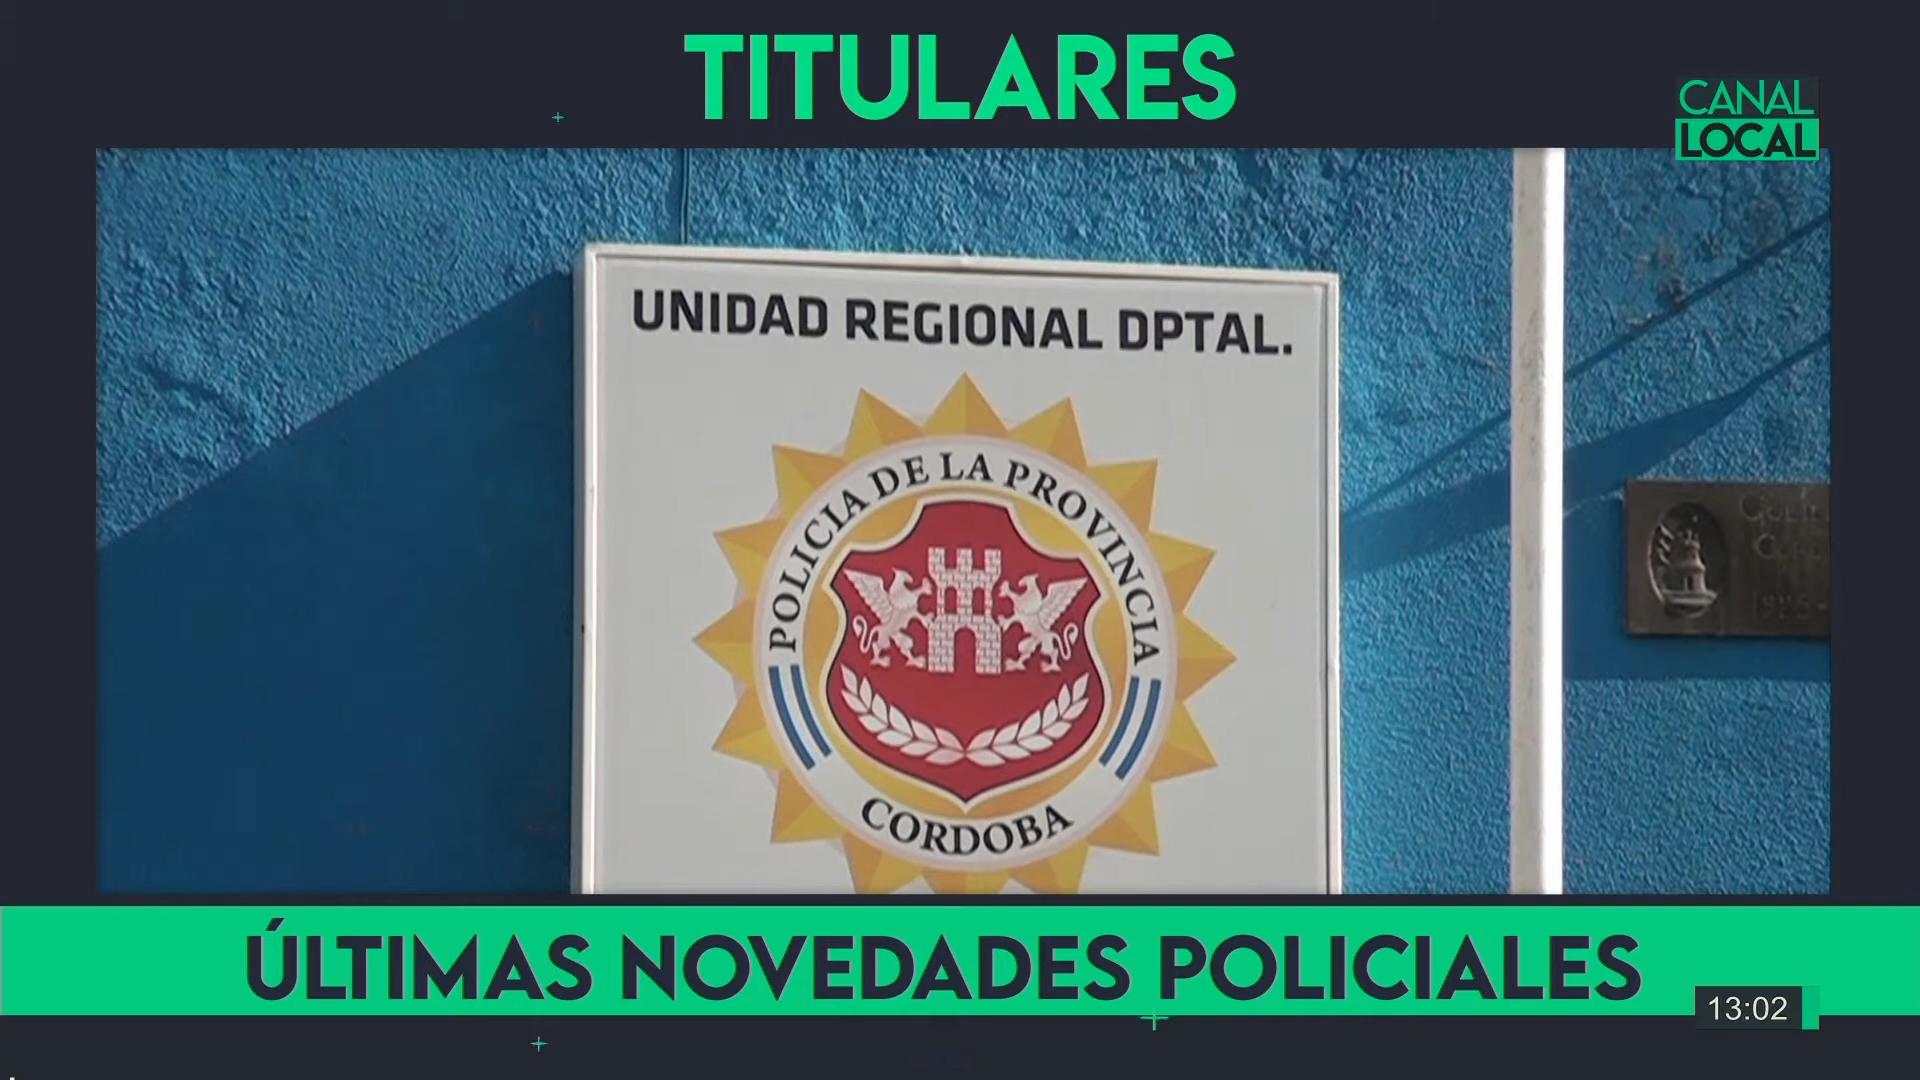 TITULARES
CANAL
LOCAL
UNIDAD REGIONAL DPTAL.
POLICIA DE LA PROVINCIA
CORDOBA
ÚLTIMAS NOVEDADES POLICIALES
13:02